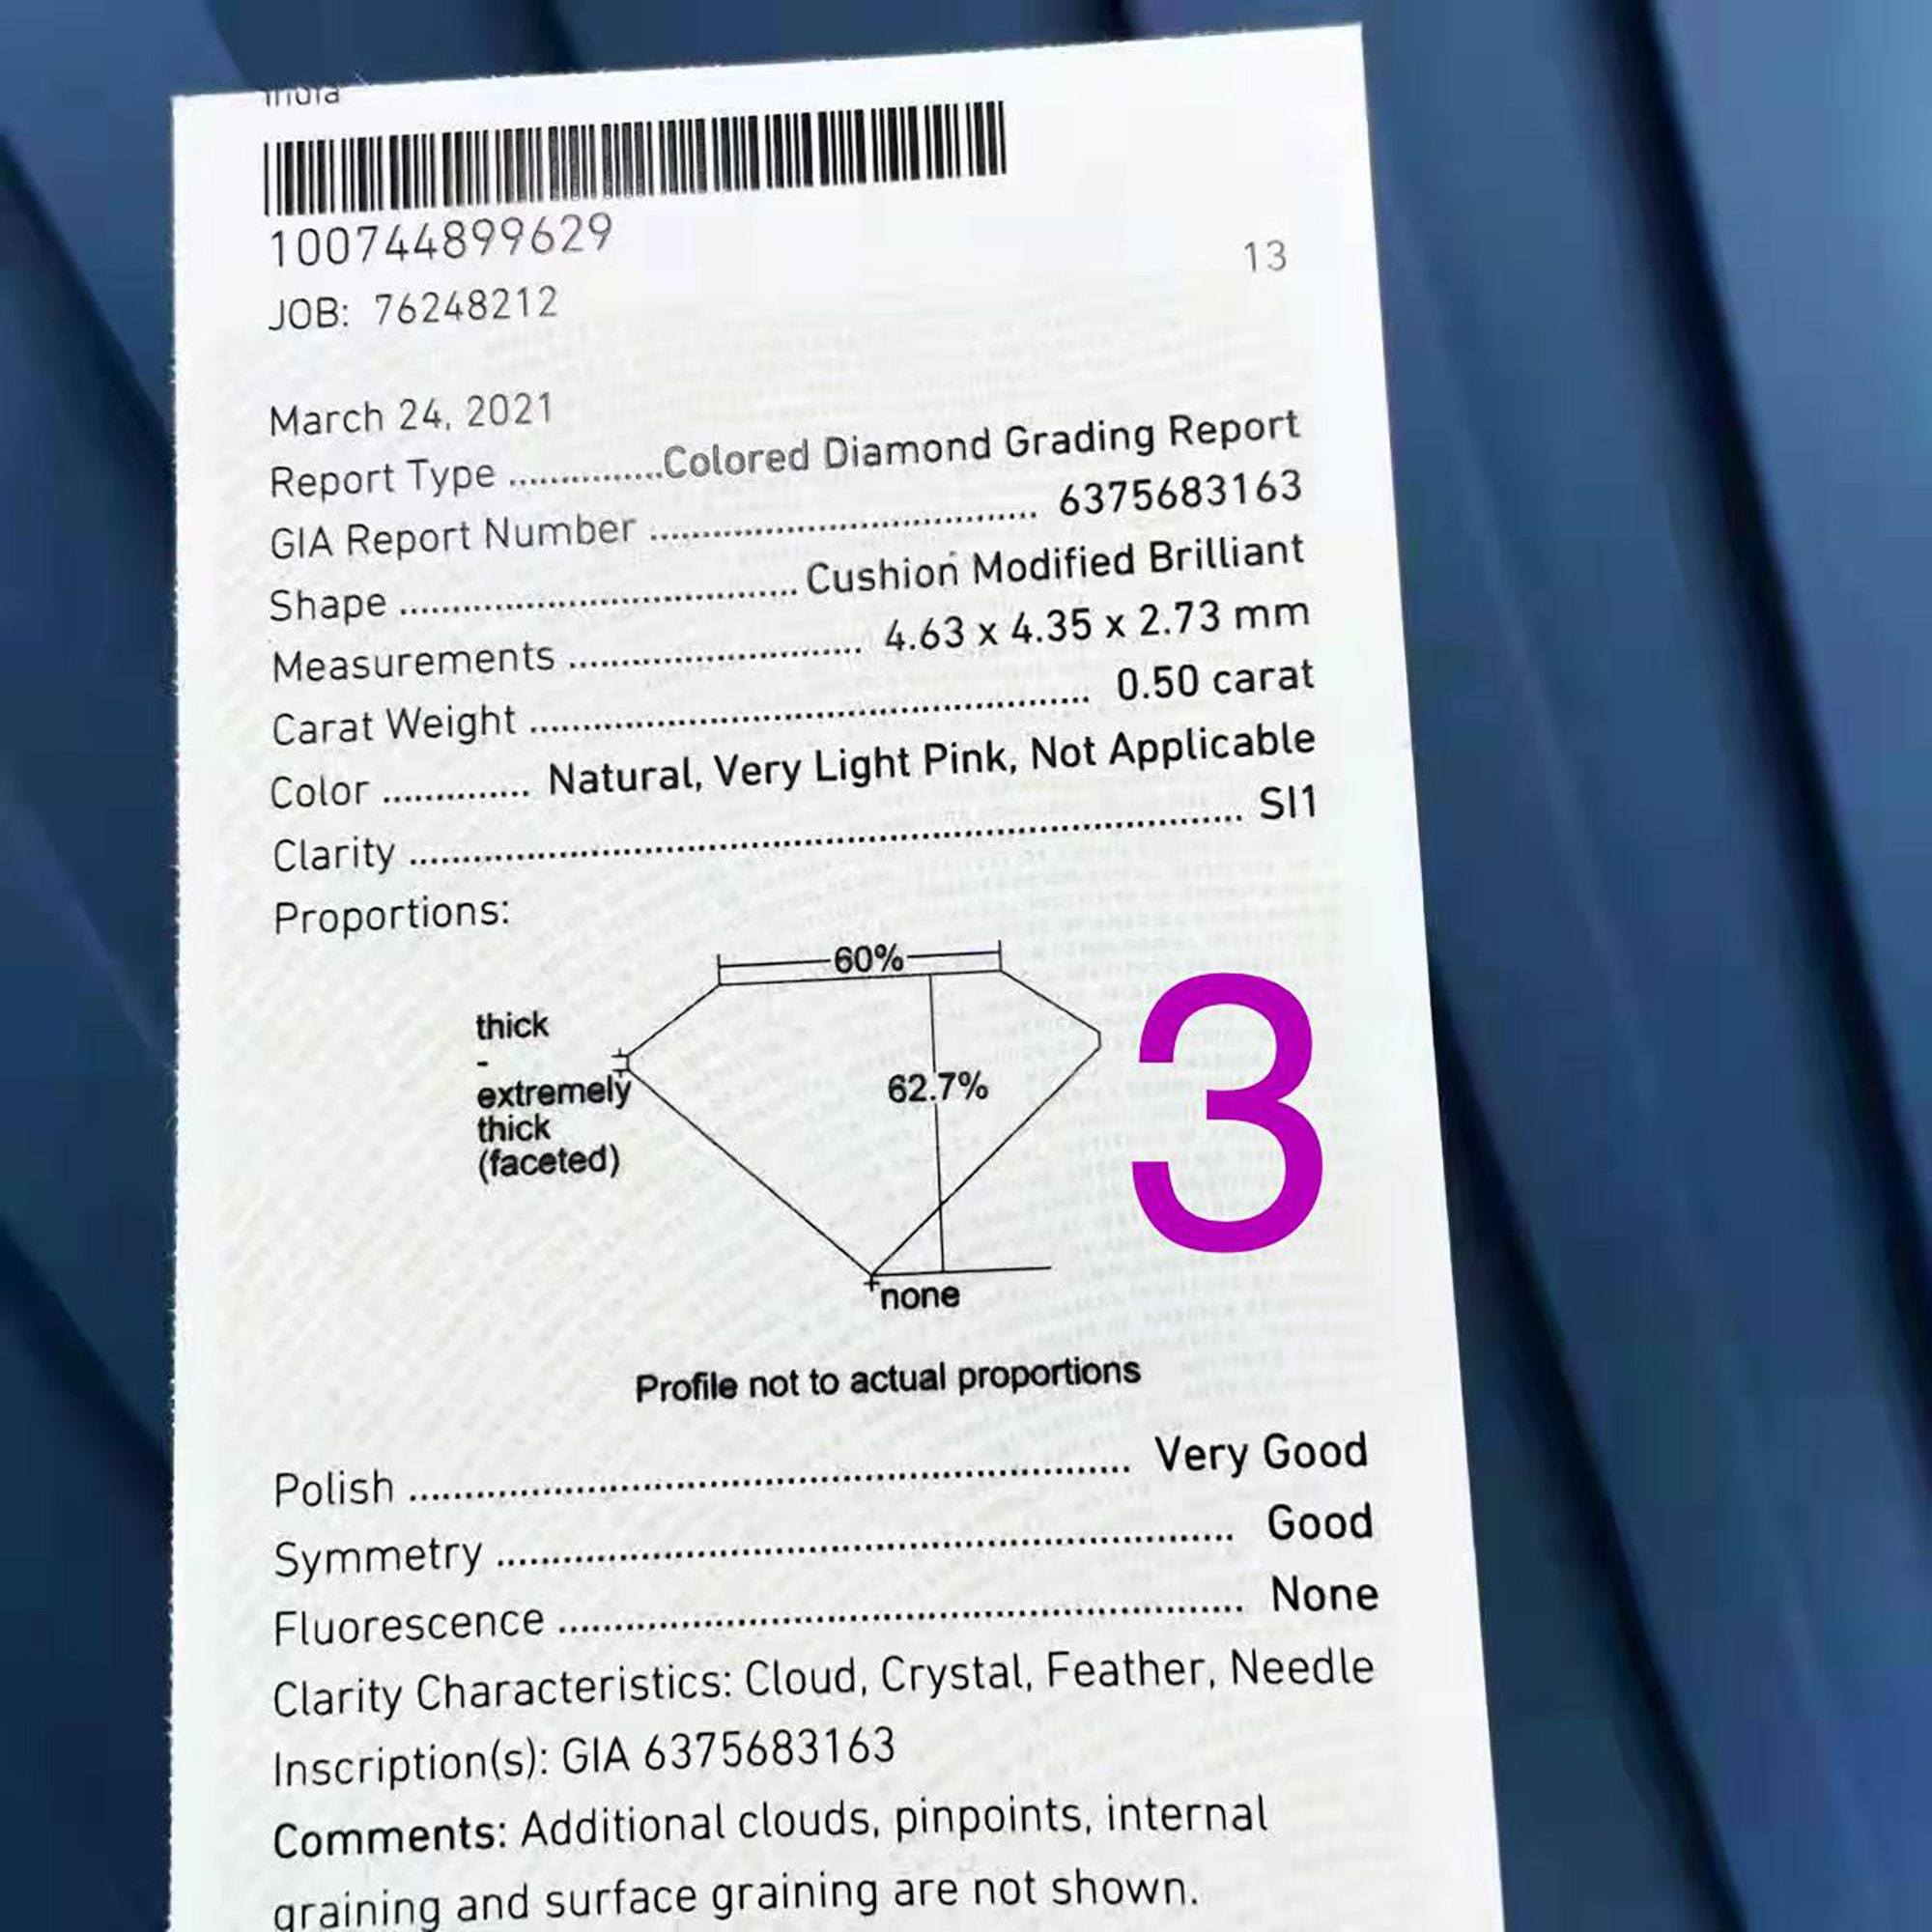 India
100744899629
13
JOB: 76248212
March 24, 2021
Report Type ..............Colored Diamond Grading Report
GIA Report Number .................................... 6375683163
Shape ..................................... Cushion Modified Brilliant
Measurements ........................... 4.63 x 4.35 x 2.73 mm
Carat Weight .................................................... 0.50 carat
Color .............. Natural, Very Light Pink, Not Applicable
Clarity .............................................................................. SI1
Proportions:
60%
thick
-
extremely
thick
(faceted)
62.7%
3
none
Profile not to actual proportions
Polish .................................................................... Very Good
Symmetry ..................................................................... Good
Fluorescence ................................................................. None
Clarity Characteristics: Cloud, Crystal, Feather, Needle
Inscription(s): GIA 6375683163
Comments: Additional clouds, pinpoints, internal
graining and surface graining are not shown.